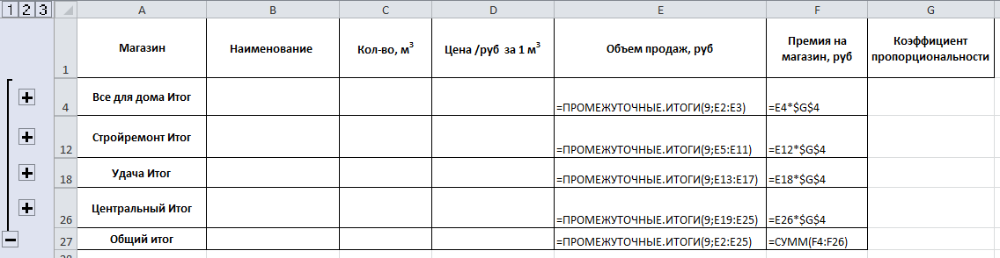 1 2 3
A B C D E F G
1 Магазин Наименование Кол-во, м³ Цена /руб за 1 м³ Объем продаж, руб Премия на магазин, руб Коэффициент пропорциональности
4 Все для дома Итог =ПРОМЕЖУТОЧНЫЕ.ИТОГИ(9;E2:E3) =E4*$G$4
12 Стройремонт Итог =ПРОМЕЖУТОЧНЫЕ.ИТОГИ(9;E5:E11) =E12*$G$4
18 Удача Итог =ПРОМЕЖУТОЧНЫЕ.ИТОГИ(9;E13:E17) =E18*$G$4
26 Центральный Итог =ПРОМЕЖУТОЧНЫЕ.ИТОГИ(9;E19:E25) =E26*$G$4
27 Общий итог =ПРОМЕЖУТОЧНЫЕ.ИТОГИ(9;E2:E25) =СУММ(F4:F26)